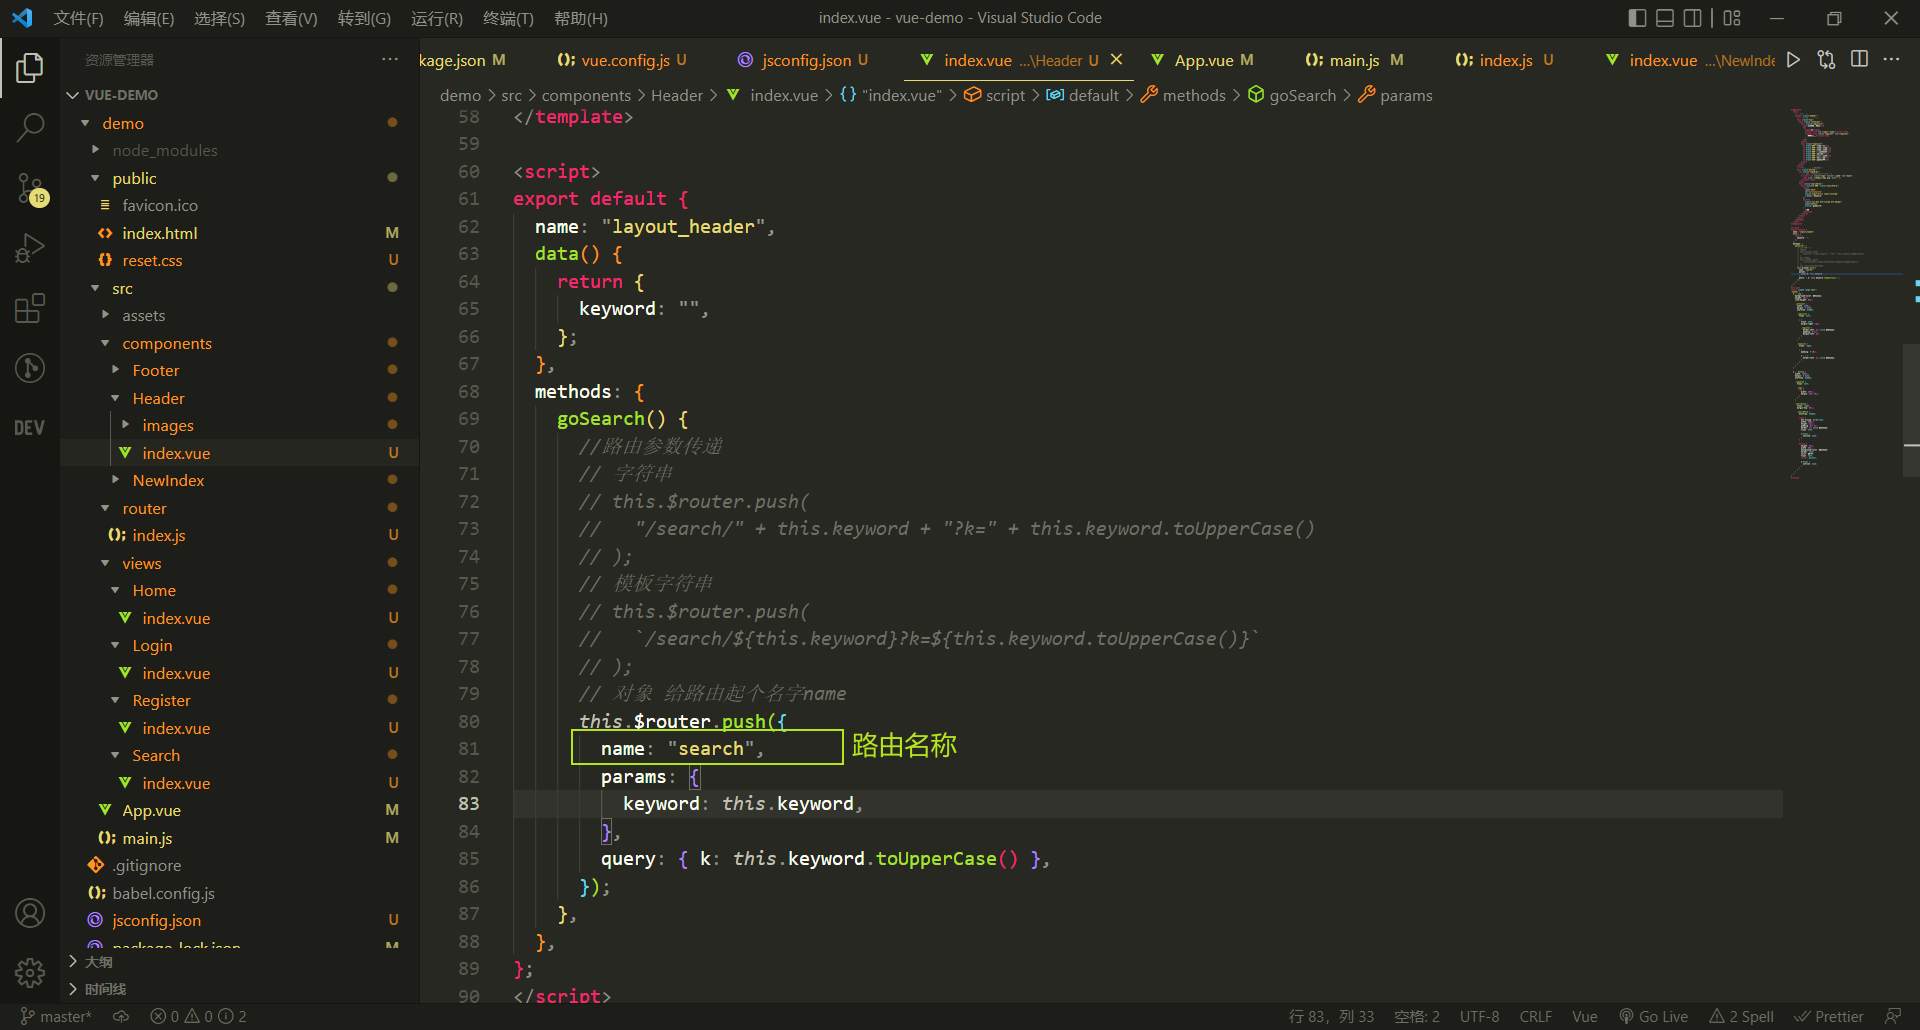 文件(F) 编辑(E) 选择(S) 查看(V) 转到(G) 运行(R) 终端(T) 帮助(H) index.vue - vue-demo - Visual Studio Code
资源管理器 ···
kage.json M vue.config.js U jsconfig.json U index.vue ...\Header U App.vue M main.js M index.js U index.vue ...\NewInde
demo > src > components > Header > index.vue > {} "index.vue" > script > default > methods > goSearch > params
VUE-DEMO
demo
node_modules
public
favicon.ico
index.html M
reset.css U
src
assets
components
Footer
Header
images
index.vue U
NewIndex
router
index.js U
views
Home
index.vue U
Login
index.vue U
Register
index.vue U
Search
index.vue U
App.vue M
main.js M
.gitignore
babel.config.js
jsconfig.json U
package-lock.json M
大纲
时间线
19
DEV
58 </template>
59
60 <script>
61 export default {
62 name: "layout_header",
63 data() {
64 return {
65 keyword: "",
66 };
67 },
68 methods: {
69 goSearch() {
70 //路由参数传递
71 // 字符串
72 // this.$router.push(
73 //   "/search/" + this.keyword + "?k=" + this.keyword.toUpperCase()
74 // );
75 // 模板字符串
76 // this.$router.push(
77 //   `/search/${this.keyword}?k=${this.keyword.toUpperCase()}`
78 // );
79 // 对象 给路由起个名字name
80 this.$router.push({
81 name: "search", 路由名称
82 params: {
83 keyword: this.keyword,
84 },
85 query: { k: this.keyword.toUpperCase() },
86 });
87 },
88 },
89 };
90 </script>
master* 0 0 2 行 83，列 33 空格: 2 UTF-8 CRLF Vue Go Live 2 Spell Prettier